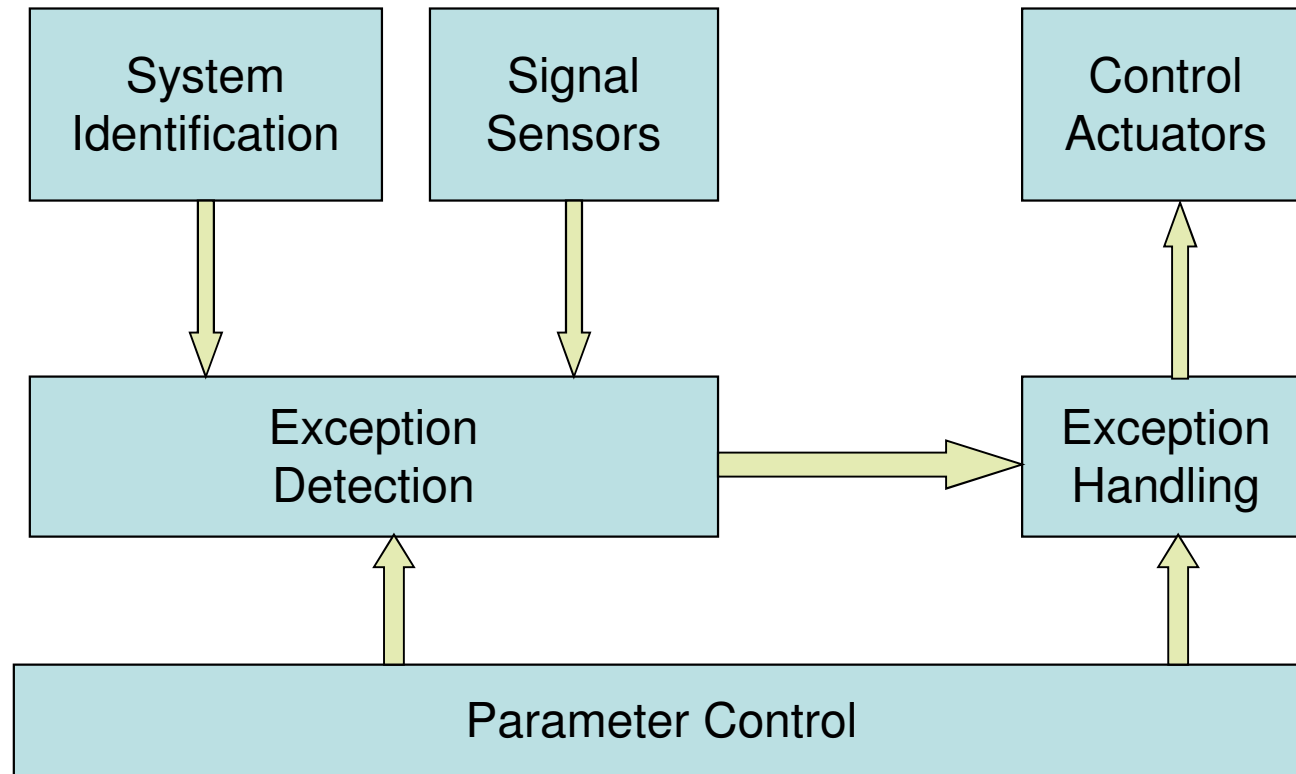 System
Identification
Signal
Sensors
Control
Actuators
Exception
Detection
Exception
Handling
Parameter Control